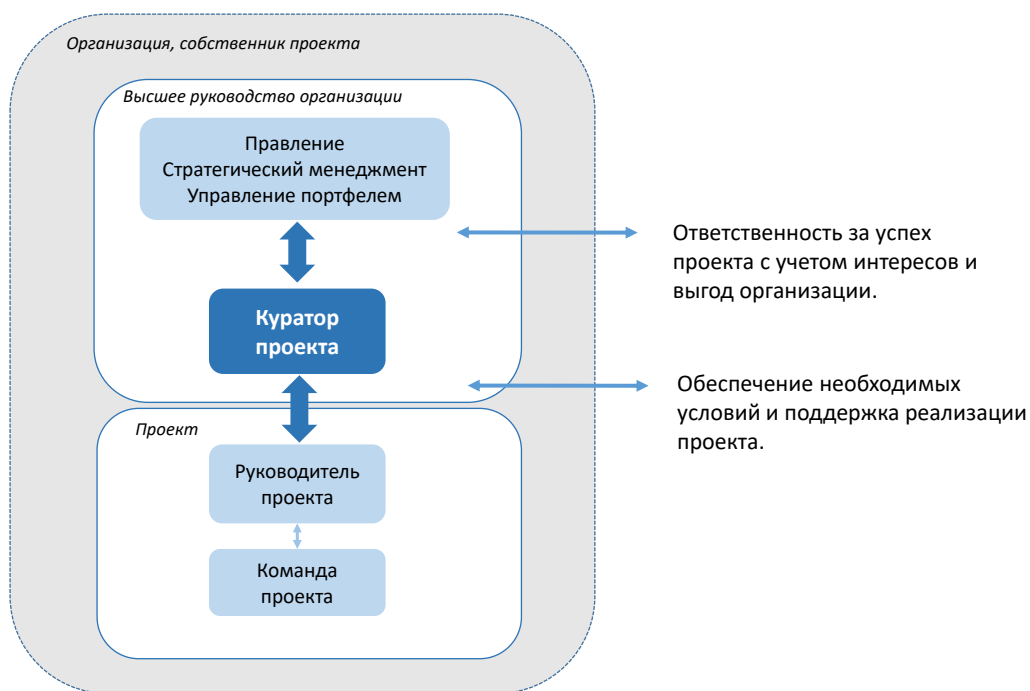 Организация, собственник проекта
Высшее руководство организации
Правление
Стратегический менеджмент
Управление портфелем
Ответственность за успех
проекта с учетом интересов и
выгод организации.
Куратор
проекта
Обеспечение необходимых
условий и поддержка реализации
проекта.
Проект
Руководитель
проекта
Команда
проекта